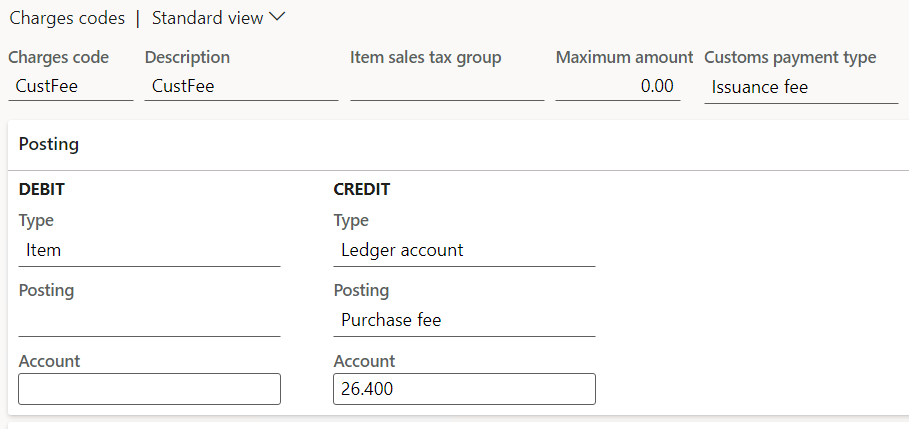 Charges codes | Standard view
Charges code Description Item sales tax group Maximum amount Customs payment type
CustFee CustFee 0.00 Issuance fee
Posting
DEBIT CREDIT
Type Type
Item Ledger account
Posting Posting
Purchase fee
Account Account
26.400